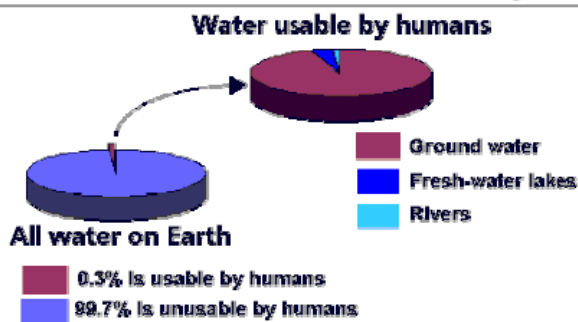 Water usable by humans
Ground water
Fresh-water lakes
Rivers
All water on Earth
0.3% is usable by humans
99.7% is unusable by humans